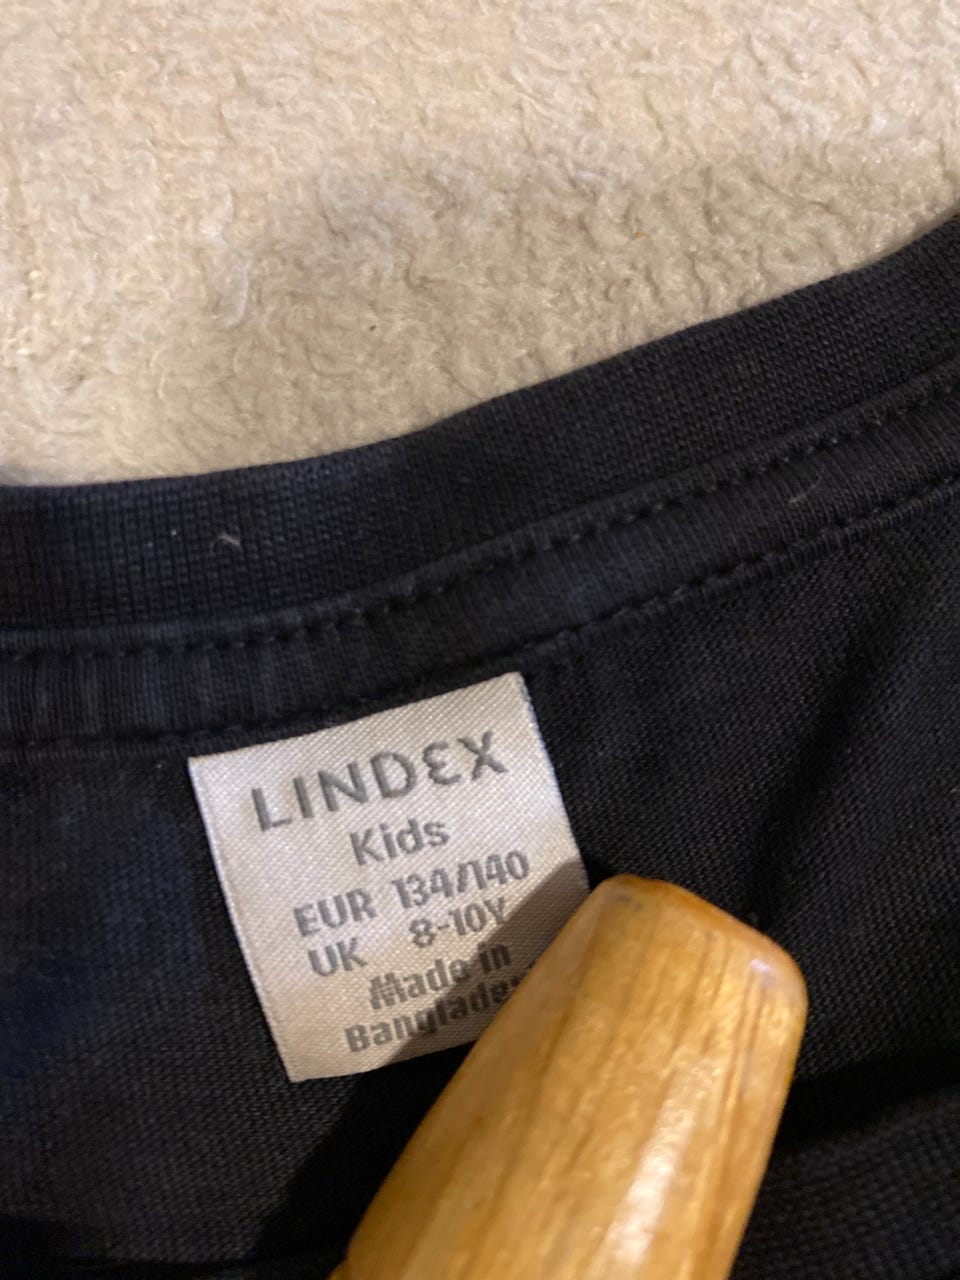 LINDEX
Kids
EUR 134/140
UK 8-10Y
Made in